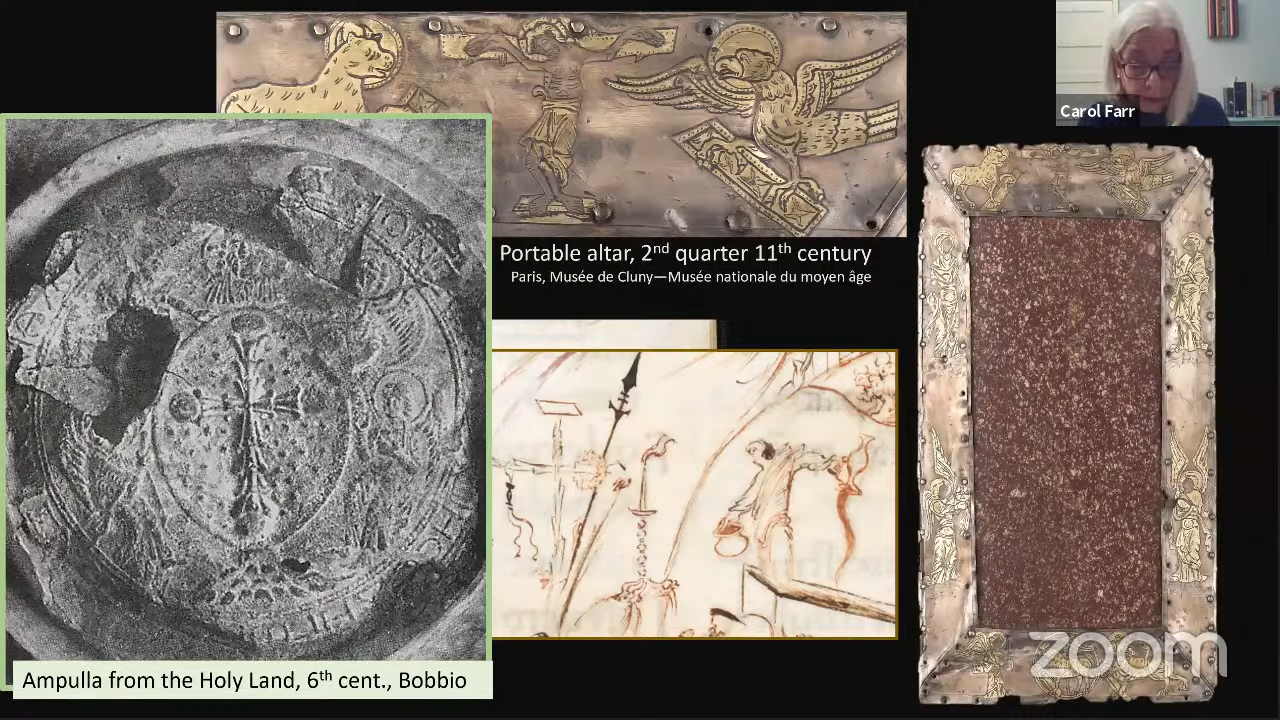 Carol Farr
Portable altar, 2nd quarter 11th century
Paris, Musée de Cluny—Musée nationale du moyen âge
Ampulla from the Holy Land, 6th cent., Bobbio
zoom